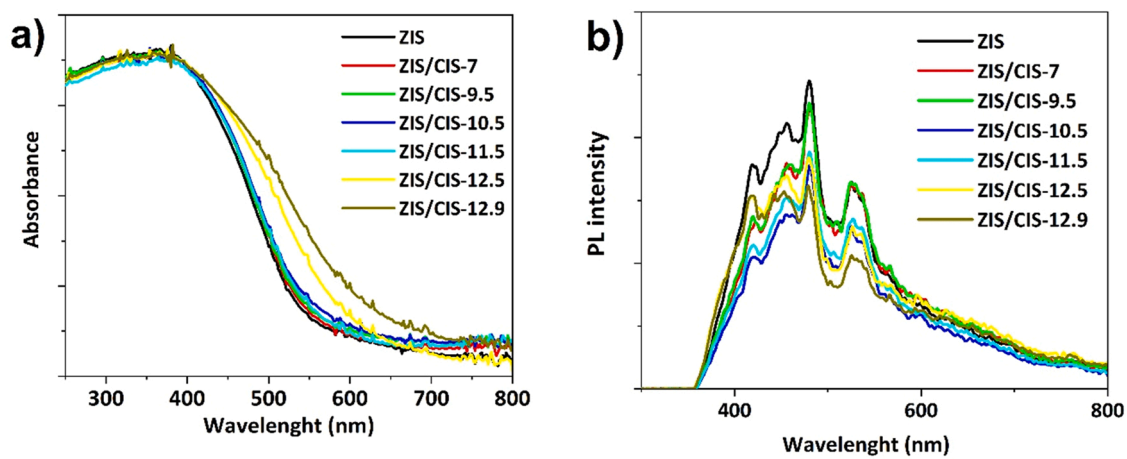 a)
ZIS
ZIS/CIS-7
ZIS/CIS-9.5
ZIS/CIS-10.5
ZIS/CIS-11.5
ZIS/CIS-12.5
ZIS/CIS-12.9
Absorbance
300 400 500 600 700 800
Wavelenght (nm)
b)
ZIS
ZIS/CIS-7
ZIS/CIS-9.5
ZIS/CIS-10.5
ZIS/CIS-11.5
ZIS/CIS-12.5
ZIS/CIS-12.9
PL intensity
400 600 800
Wavelenght (nm)